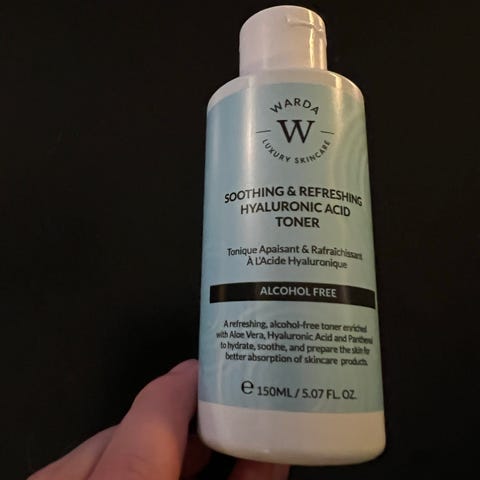 WARDA
W
LUXURY SKINCARE
SOOTHING & REFRESHING
HYALURONIC ACID
TONER
Tonique Apaisant & Rafraîchissant
À L'Acide Hyaluronique
ALCOHOL FREE
A refreshing, alcohol-free toner enriched
with Aloe Vera, Hyaluronic Acid and Panthenol
to hydrate, soothe, and prepare the skin for
better absorption of skincare products.
℮ 150ML / 5.07 FL. OZ.